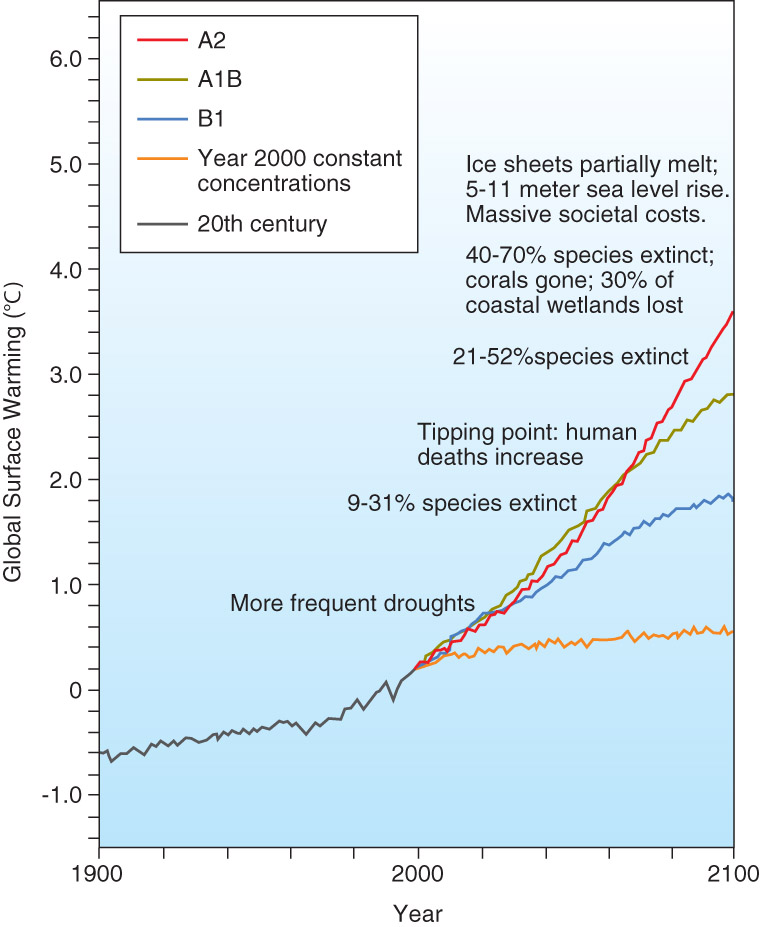 A2
A1B
B1
Year 2000 constant
concentrations
20th century
Ice sheets partially melt;
5-11 meter sea level rise.
Massive societal costs.
40-70% species extinct;
corals gone; 30% of
coastal wetlands lost
21-52%species extinct
Tipping point: human
deaths increase
9-31% species extinct
More frequent droughts
Global Surface Warming (°C)
6.0
5.0
4.0
3.0
2.0
1.0
0
-1.0
1900
2000
2100
Year